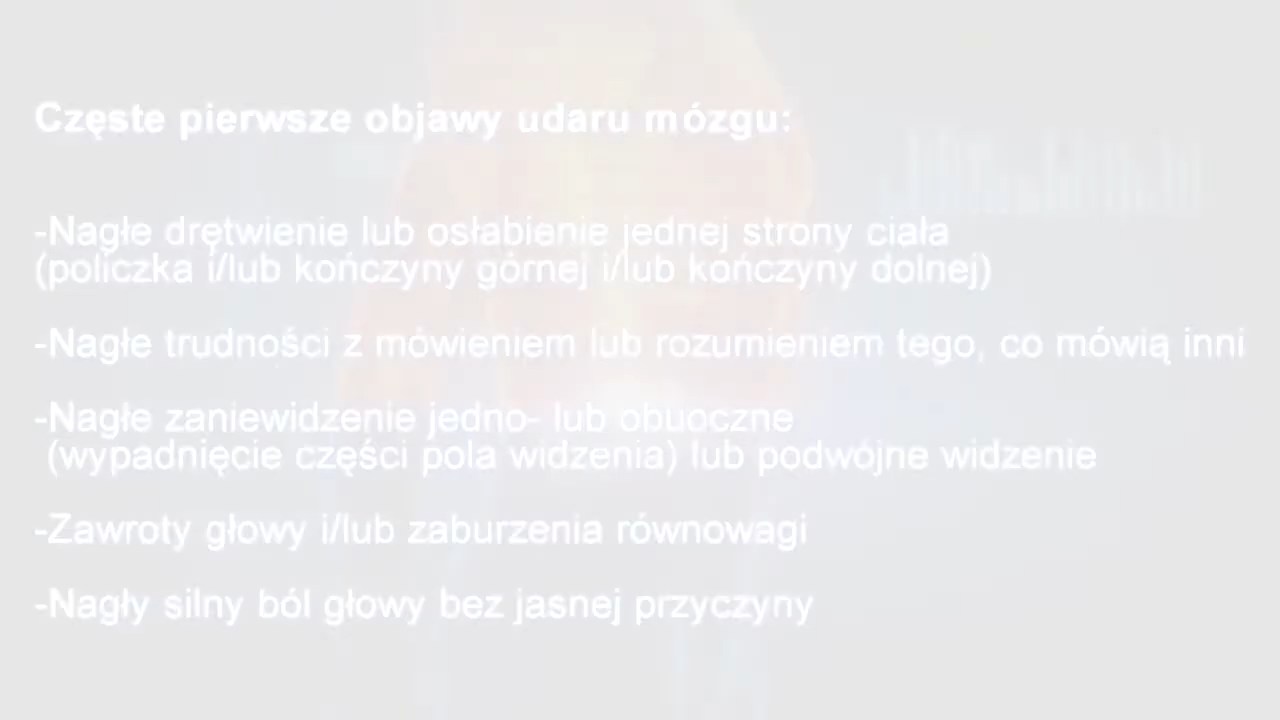 Częste pierwsze objawy udaru mózgu:
-Nagłe drętwienie lub osłabienie jednej strony ciała
(policzka i/lub kończyny górnej i/lub kończyny dolnej)
-Nagłe trudności z mówieniem lub rozumieniem tego, co mówią inni
-Nagłe zaniewidzenie jedno- lub obuoczne
(wypadnięcie części pola widzenia) lub podwójne widzenie
-Zawroty głowy i/lub zaburzenia równowagi
-Nagły silny ból głowy bez jasnej przyczyny